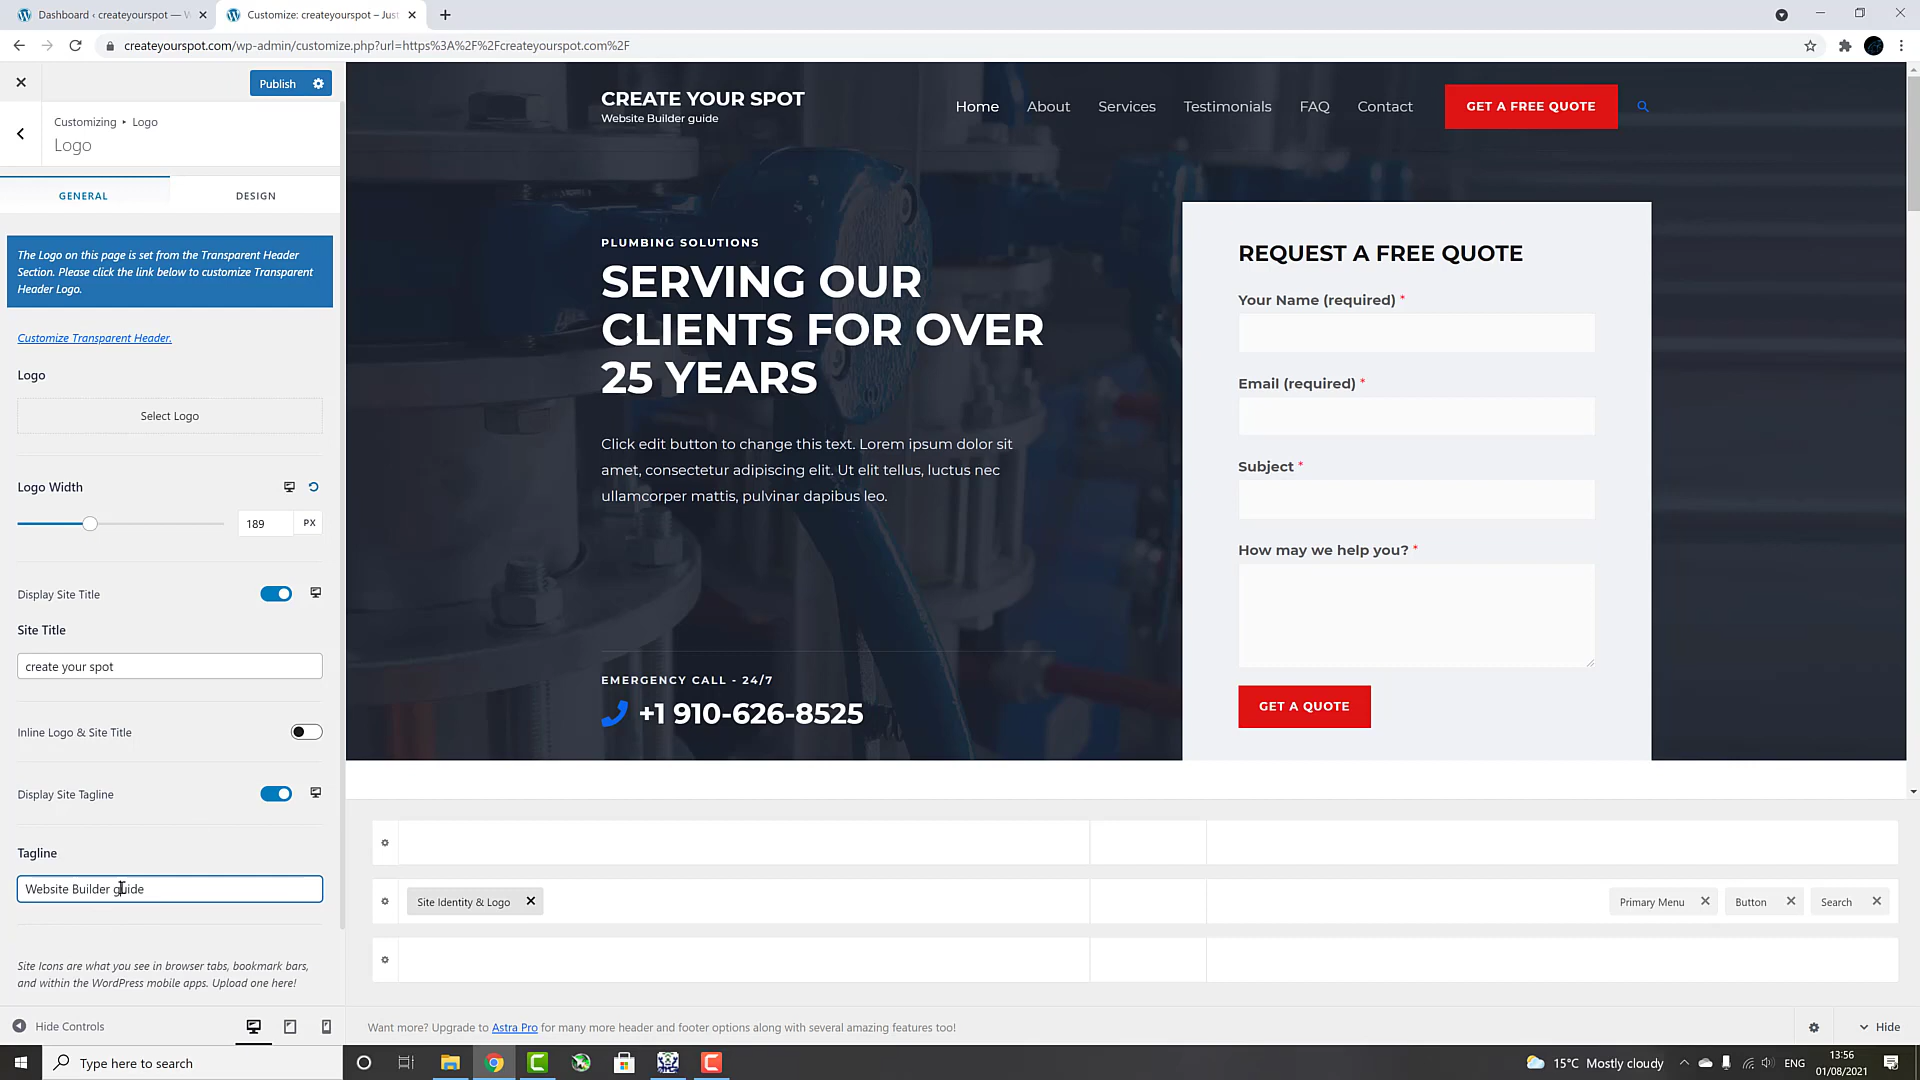 Dashboard ‹ createyourspot — W
Customize: createyourspot – Just
createyourspot.com/wp-admin/customize.php?url=https%3A%2F%2Fcreateyourspot.com%2F
Publish
Customizing ▸ Logo
Logo
GENERAL
DESIGN
The Logo on this page is set from the Transparent Header
Section. Please click the link below to customize Transparent
Header Logo.
Customize Transparent Header.
Logo
Select Logo
Logo Width
189
PX
Display Site Title
Site Title
create your spot
Inline Logo & Site Title
Display Site Tagline
Tagline
Website Builder guide
Site Icons are what you see in browser tabs, bookmark bars,
and within the WordPress mobile apps. Upload one here!
Hide Controls
CREATE YOUR SPOT
Website Builder guide
Home
About
Services
Testimonials
FAQ
Contact
GET A FREE QUOTE
PLUMBING SOLUTIONS
SERVING OUR
CLIENTS FOR OVER
25 YEARS
Click edit button to change this text. Lorem ipsum dolor sit
amet, consectetur adipiscing elit. Ut elit tellus, luctus nec
ullamcorper mattis, pulvinar dapibus leo.
EMERGENCY CALL - 24/7
+1 910-626-8525
REQUEST A FREE QUOTE
Your Name (required) *
Email (required) *
Subject *
How may we help you? *
GET A QUOTE
Site Identity & Logo
Primary Menu
Button
Search
Want more? Upgrade to Astra Pro for many more header and footer options along with several amazing features too!
Hide
Type here to search
15°C Mostly cloudy
ENG
13:56
01/08/2021